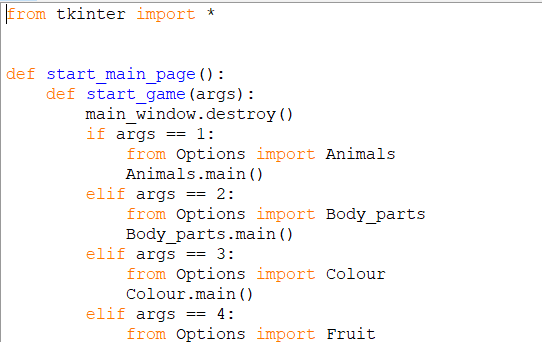 from tkinter import *
def start_main_page():
    def start_game(args):
        main_window.destroy()
        if args == 1:
            from Options import Animals
            Animals.main()
        elif args == 2:
            from Options import Body_parts
            Body_parts.main()
        elif args == 3:
            from Options import Colour
            Colour.main()
        elif args == 4:
            from Options import Fruit